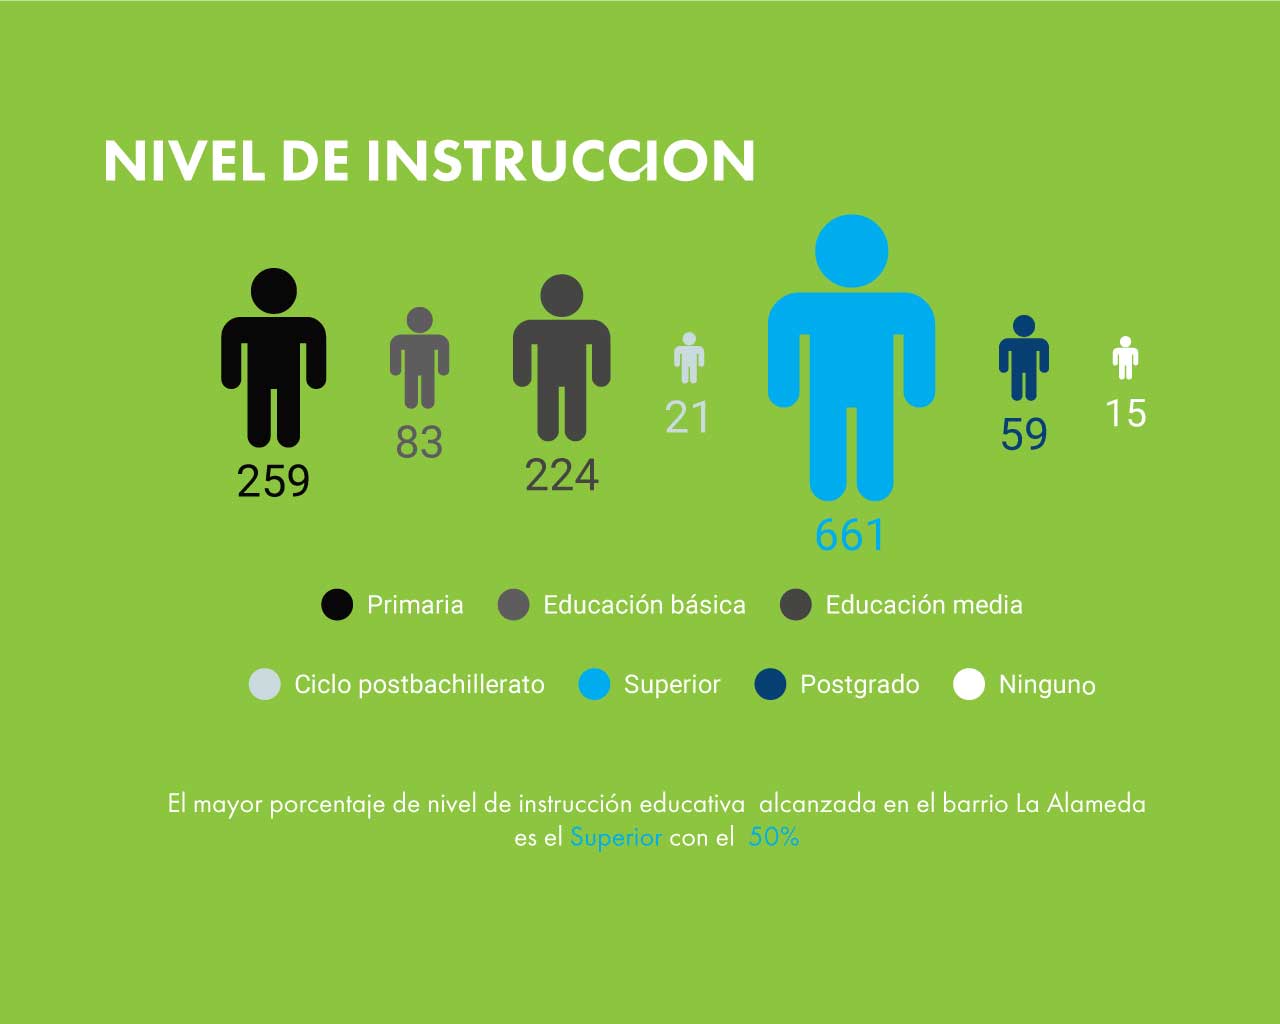 NIVEL DE INSTRUCCION
259
83
224
21
661
59
15
Primaria
Educación básica
Educación media
Ciclo postbachillerato
Superior
Postgrado
Ninguno
El mayor porcentaje de nivel de instrucción educativa alcanzada en el barrio La Alameda
es el Superior con el 50%